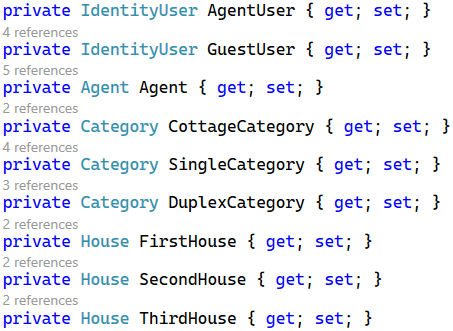 private IdentityUser AgentUser { get; set; }
4 references
private IdentityUser GuestUser { get; set; }
5 references
private Agent Agent { get; set; }
2 references
private Category CottageCategory { get; set; }
4 references
private Category SingleCategory { get; set; }
3 references
private Category DuplexCategory { get; set; }
2 references
private House FirstHouse { get; set; }
2 references
private House SecondHouse { get; set; }
2 references
private House ThirdHouse { get; set; }